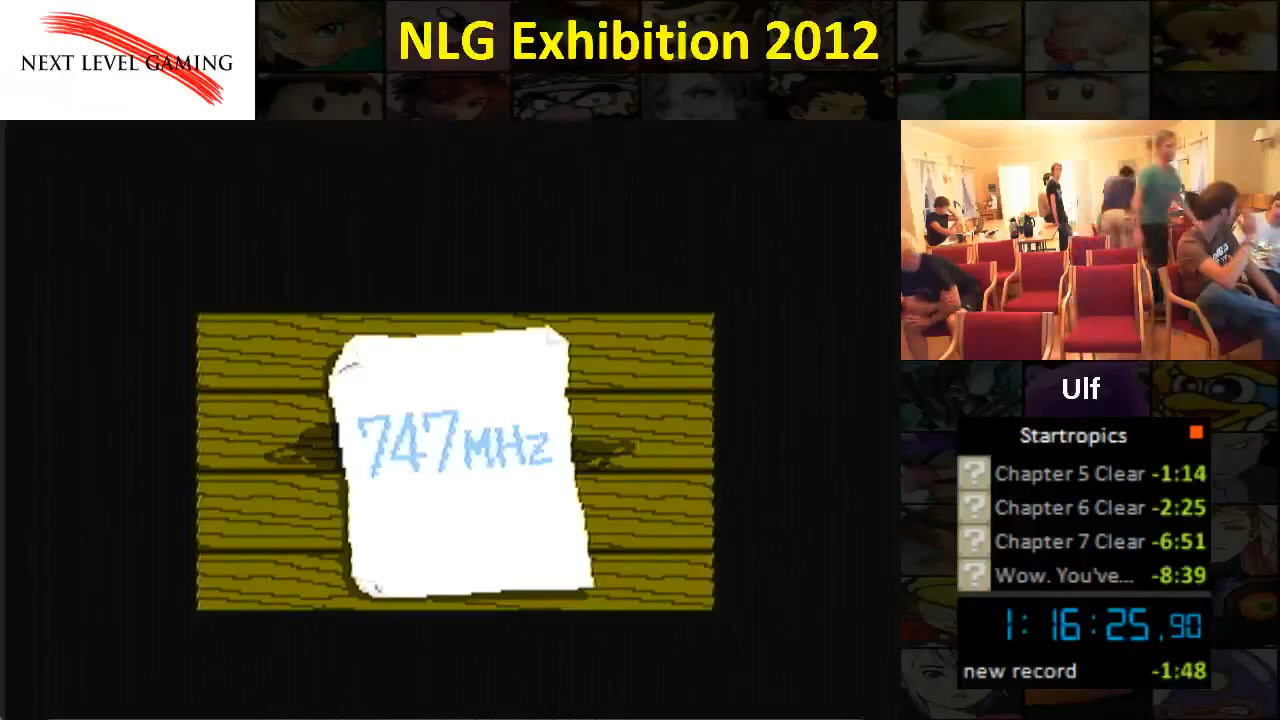 NEXT LEVEL GAMING
NLG Exhibition 2012
747MHz
Ulf
Startropics
Chapter 5 Clear -1:14
Chapter 6 Clear -2:25
Chapter 7 Clear -6:51
Wow. You've... -8:39
1:16:25.90
new record -1:48